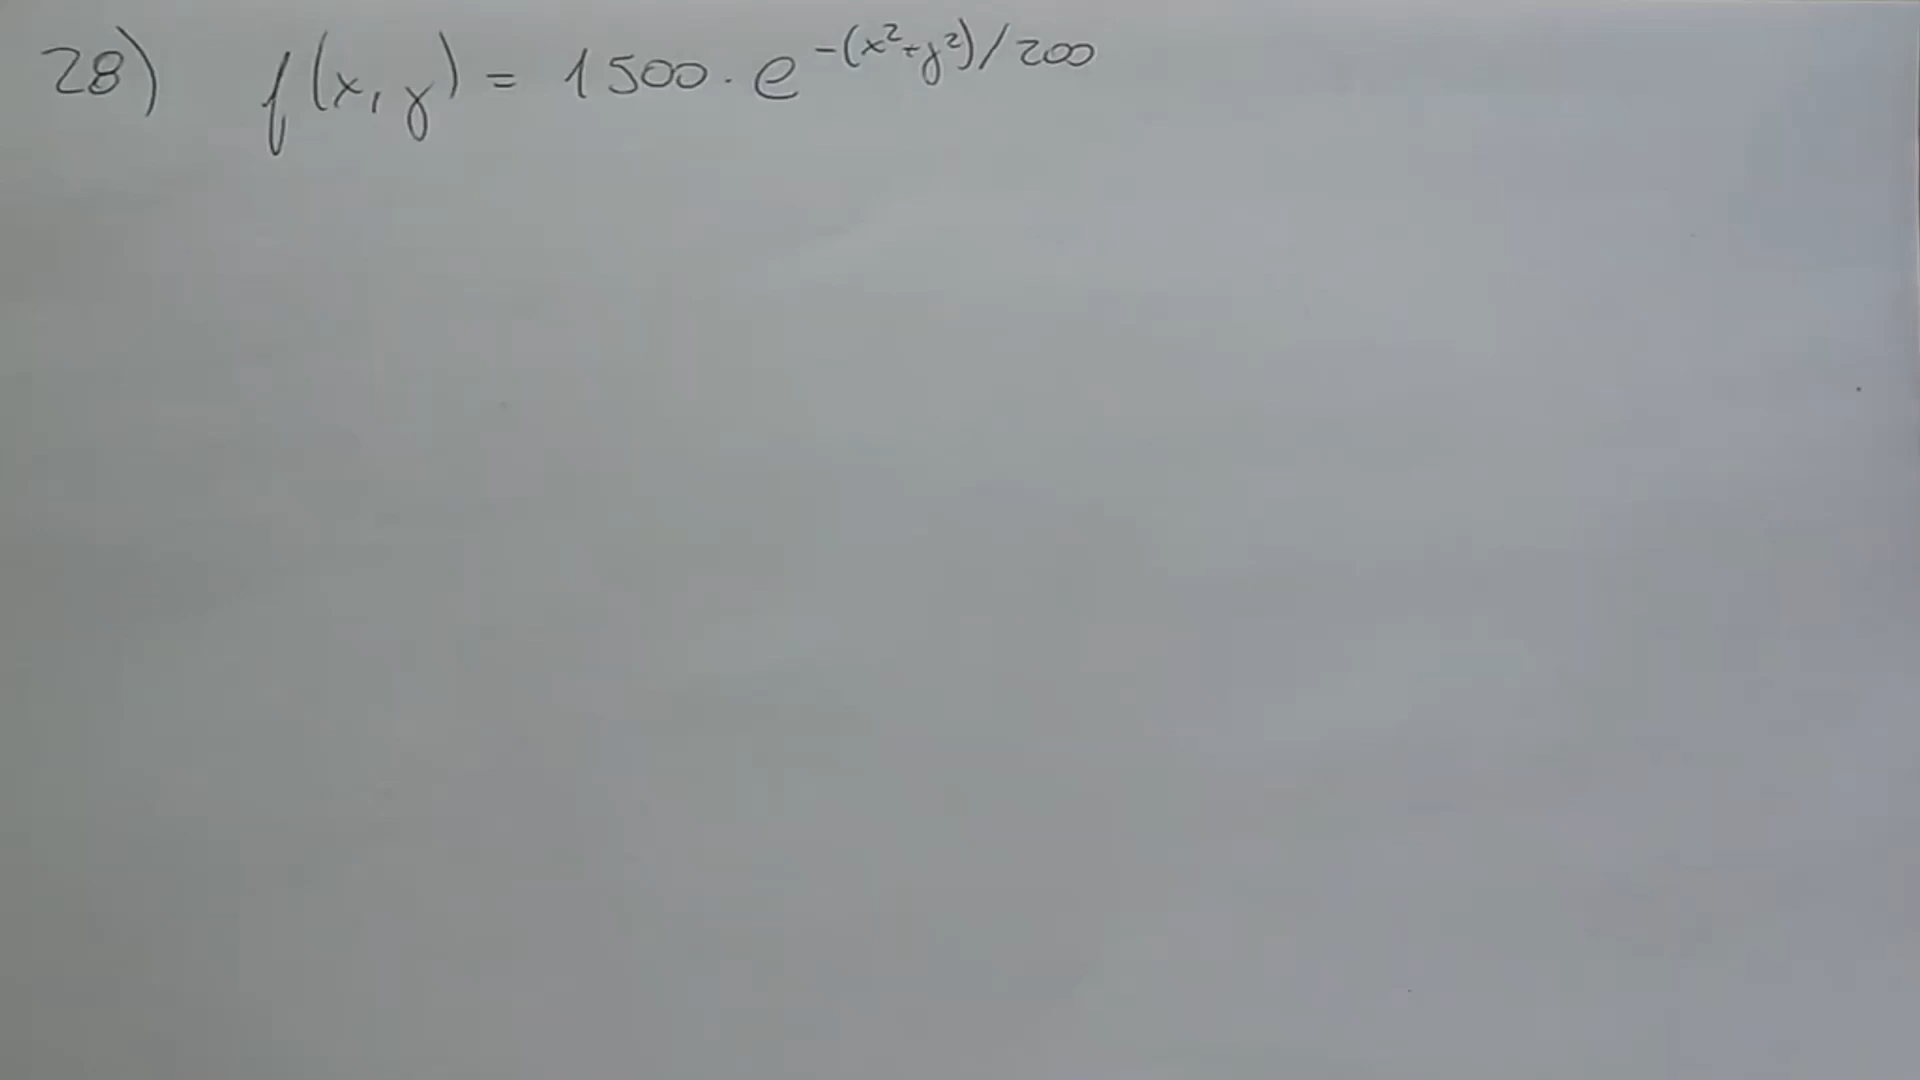 28) f(x,y) = 1500 · e^{-(x²+y²)/200}